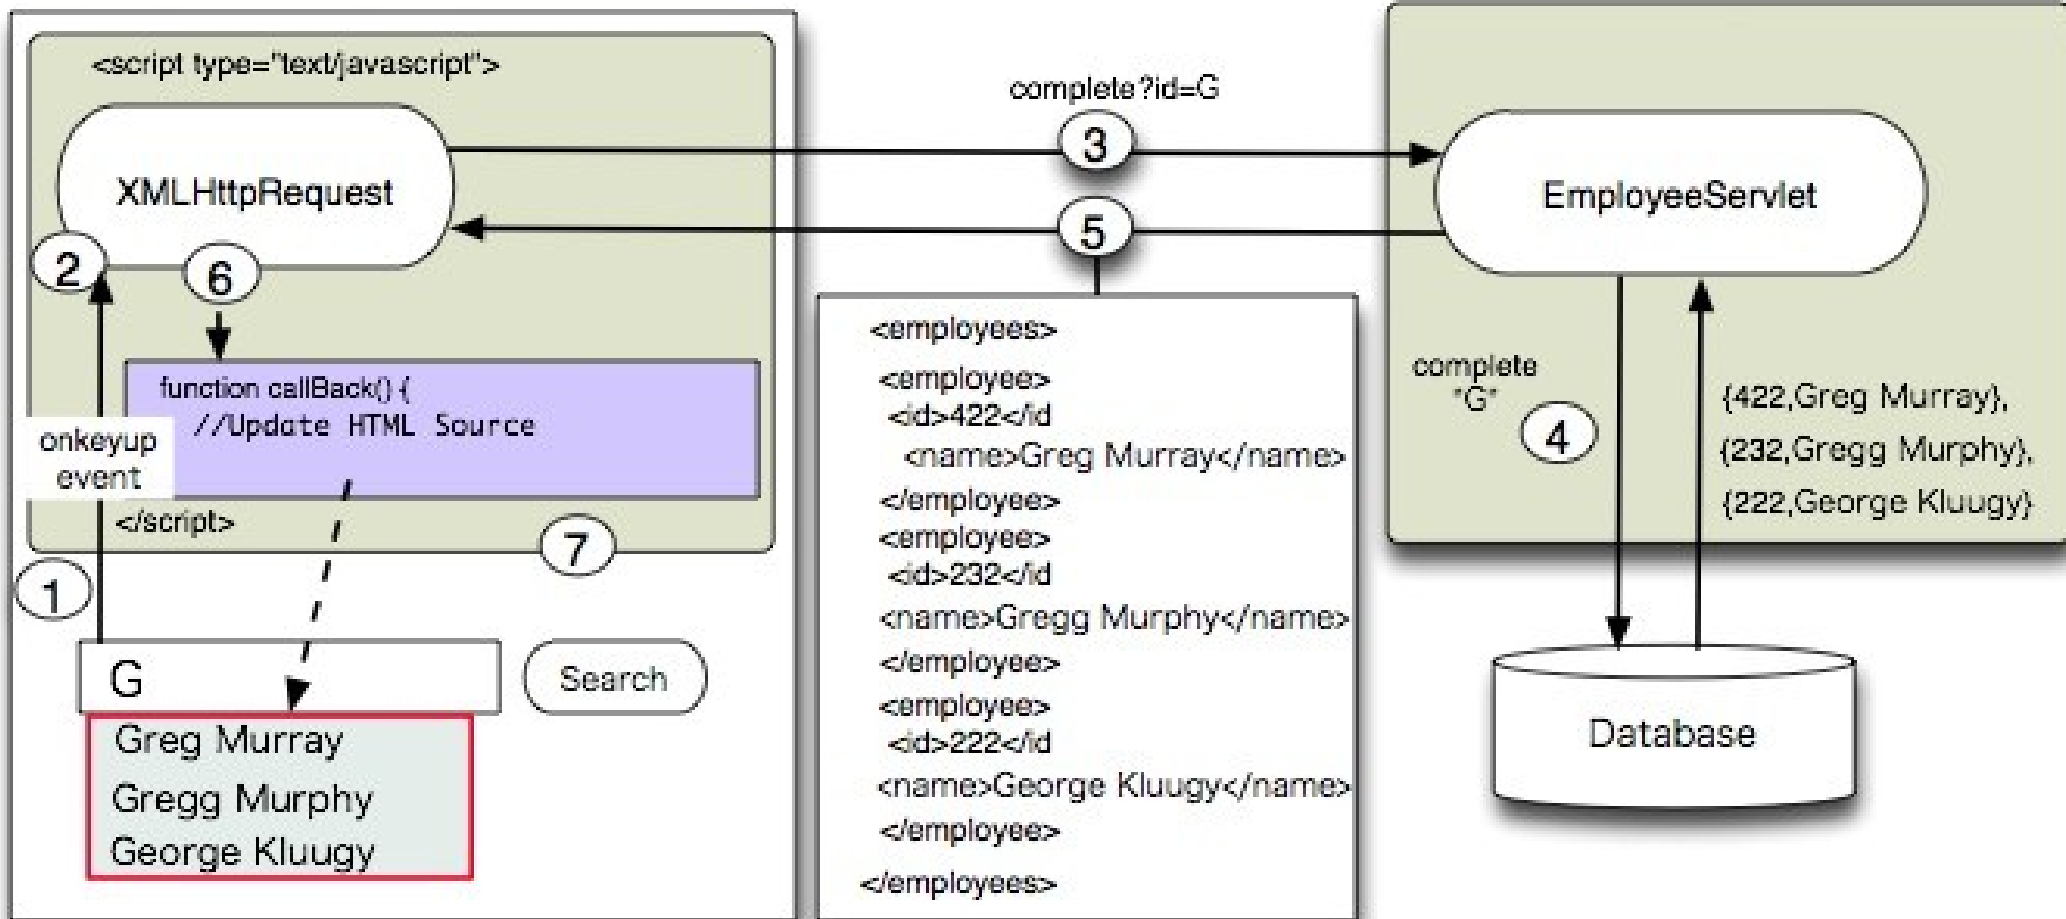 <script type="text/javascript">
XMLHttpRequest
2
6
function callBack() {
//Update HTML Source
onkeyup
event
</script>
7
1
G
Search
Greg Murray
Gregg Murphy
George Kluugy
complete?id=G
3
5
<employees>
<employee>
<id>422</id
<name>Greg Murray</name>
</employee>
<employee>
<id>232</id
<name>Gregg Murphy</name>
</employee>
<employee>
<id>222</id
<name>George Kluugy</name>
</employee>
</employees>
EmployeeServlet
complete
"G"
4
{422,Greg Murray},
{232,Gregg Murphy},
{222,George Kluugy}
Database